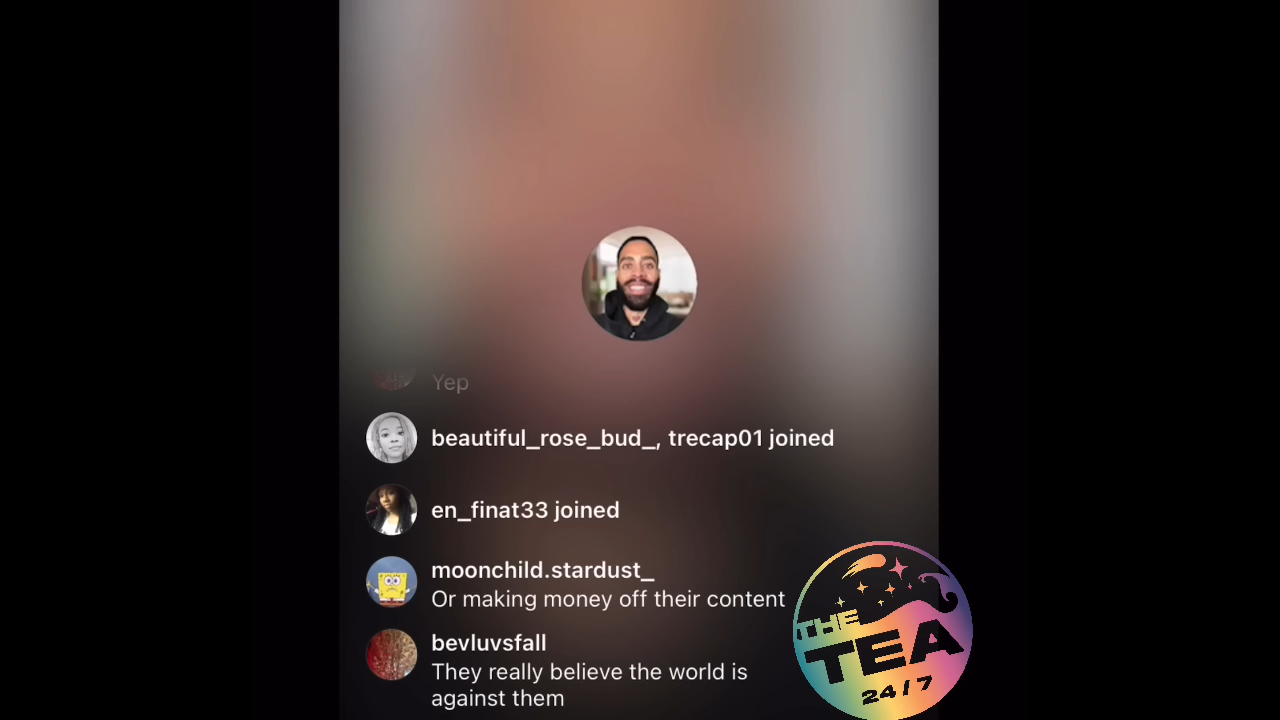 Yep
beautiful_rose_bud_, trecap01 joined
en_finat33 joined
moonchild.stardust_
Or making money off their content
bevluvsfall
They really believe the world is
against them
THE
TEA
24/7